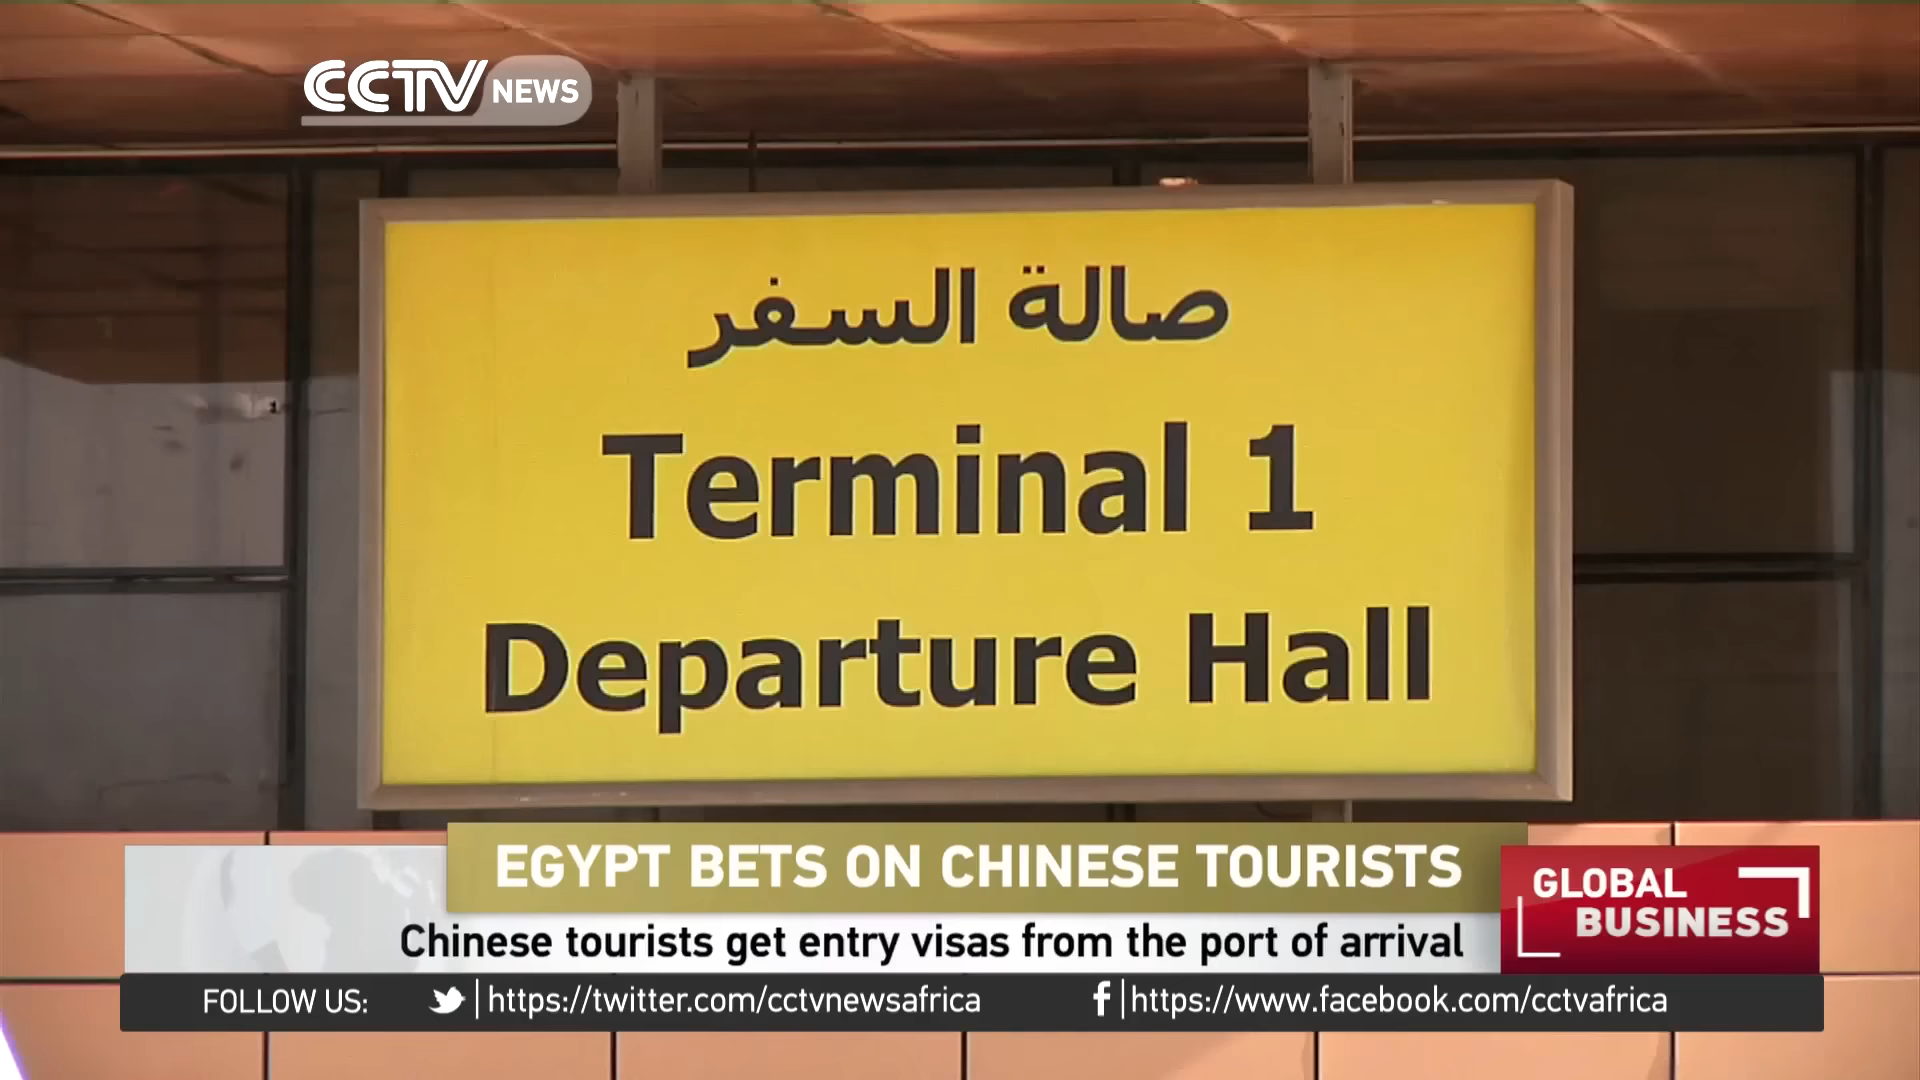 CCTV NEWS
صالة السفر
Terminal 1
Departure Hall
EGYPT BETS ON CHINESE TOURISTS
Chinese tourists get entry visas from the port of arrival
GLOBAL
BUSINESS
FOLLOW US: https://twitter.com/cctvnewsafrica f https://www.facebook.com/cctvafrica